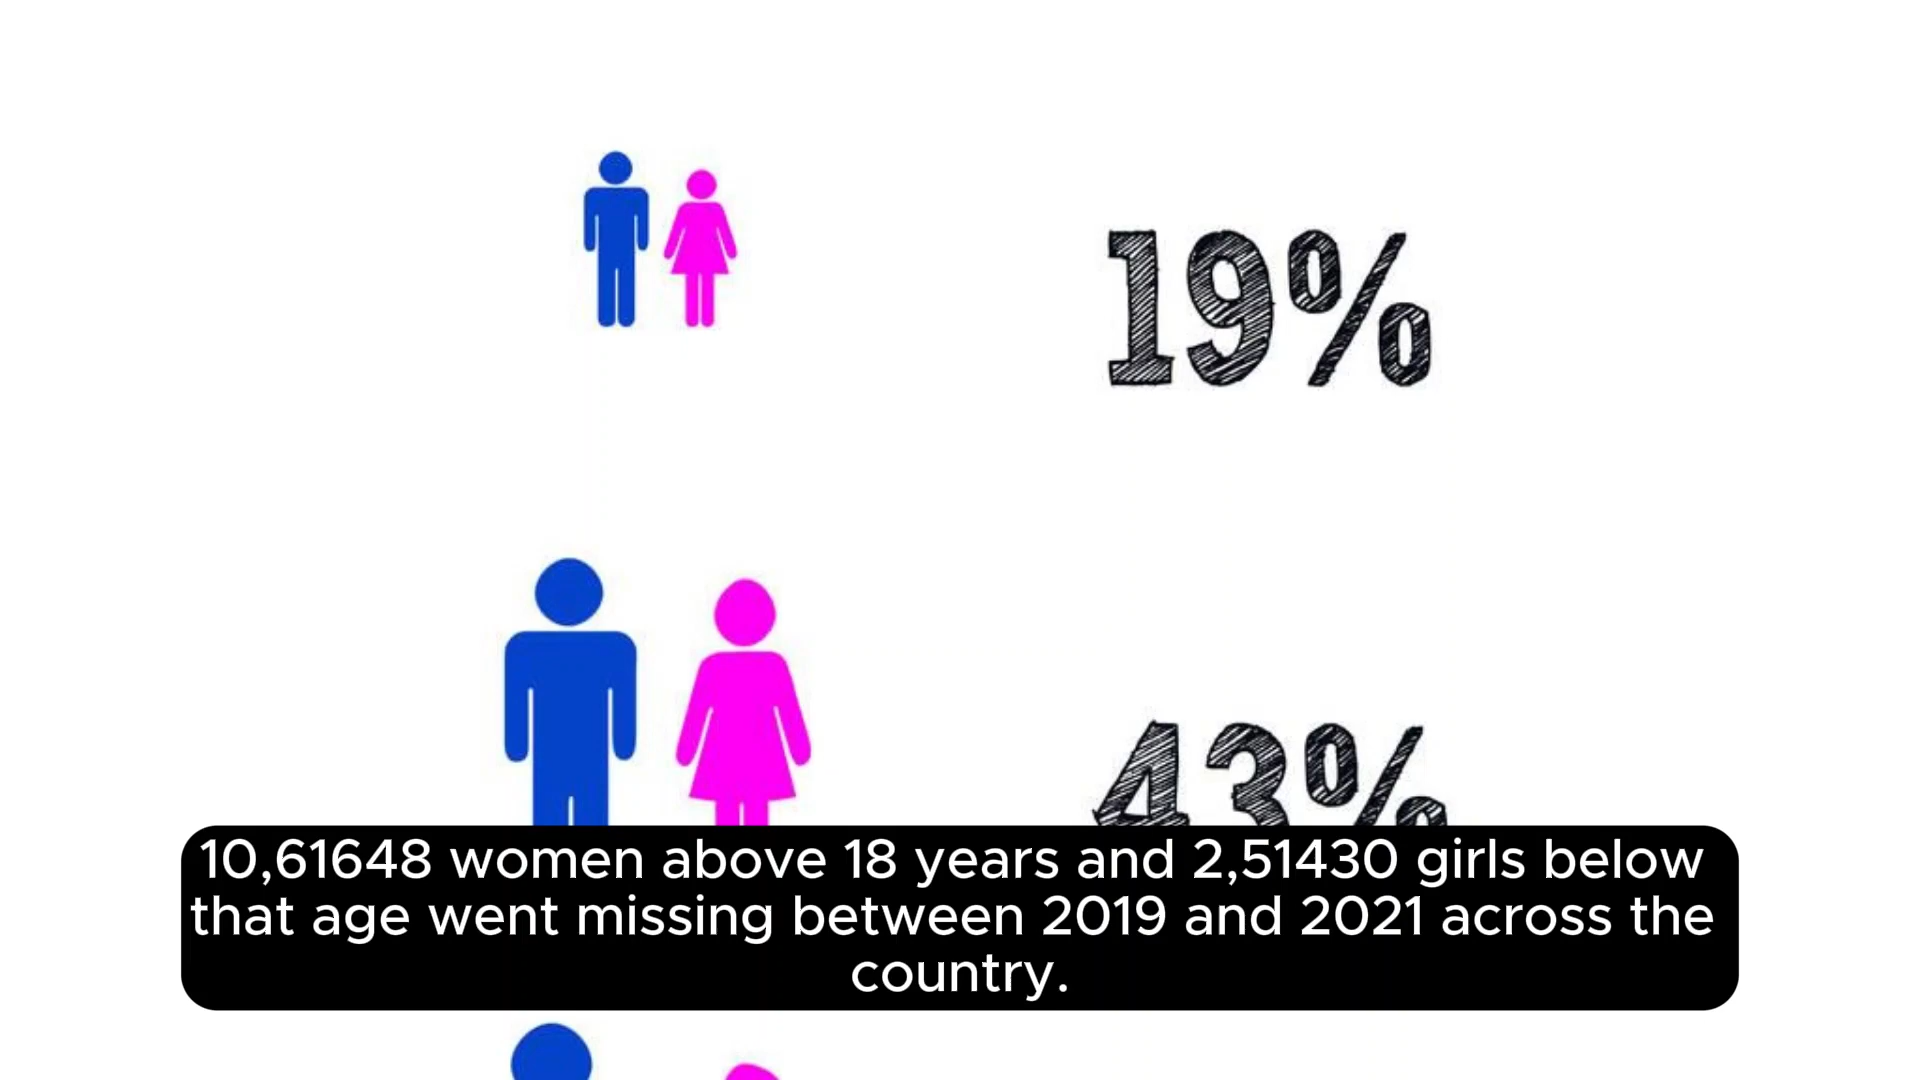 19%
43%
10,61648 women above 18 years and 2,51430 girls below
that age went missing between 2019 and 2021 across the
country.